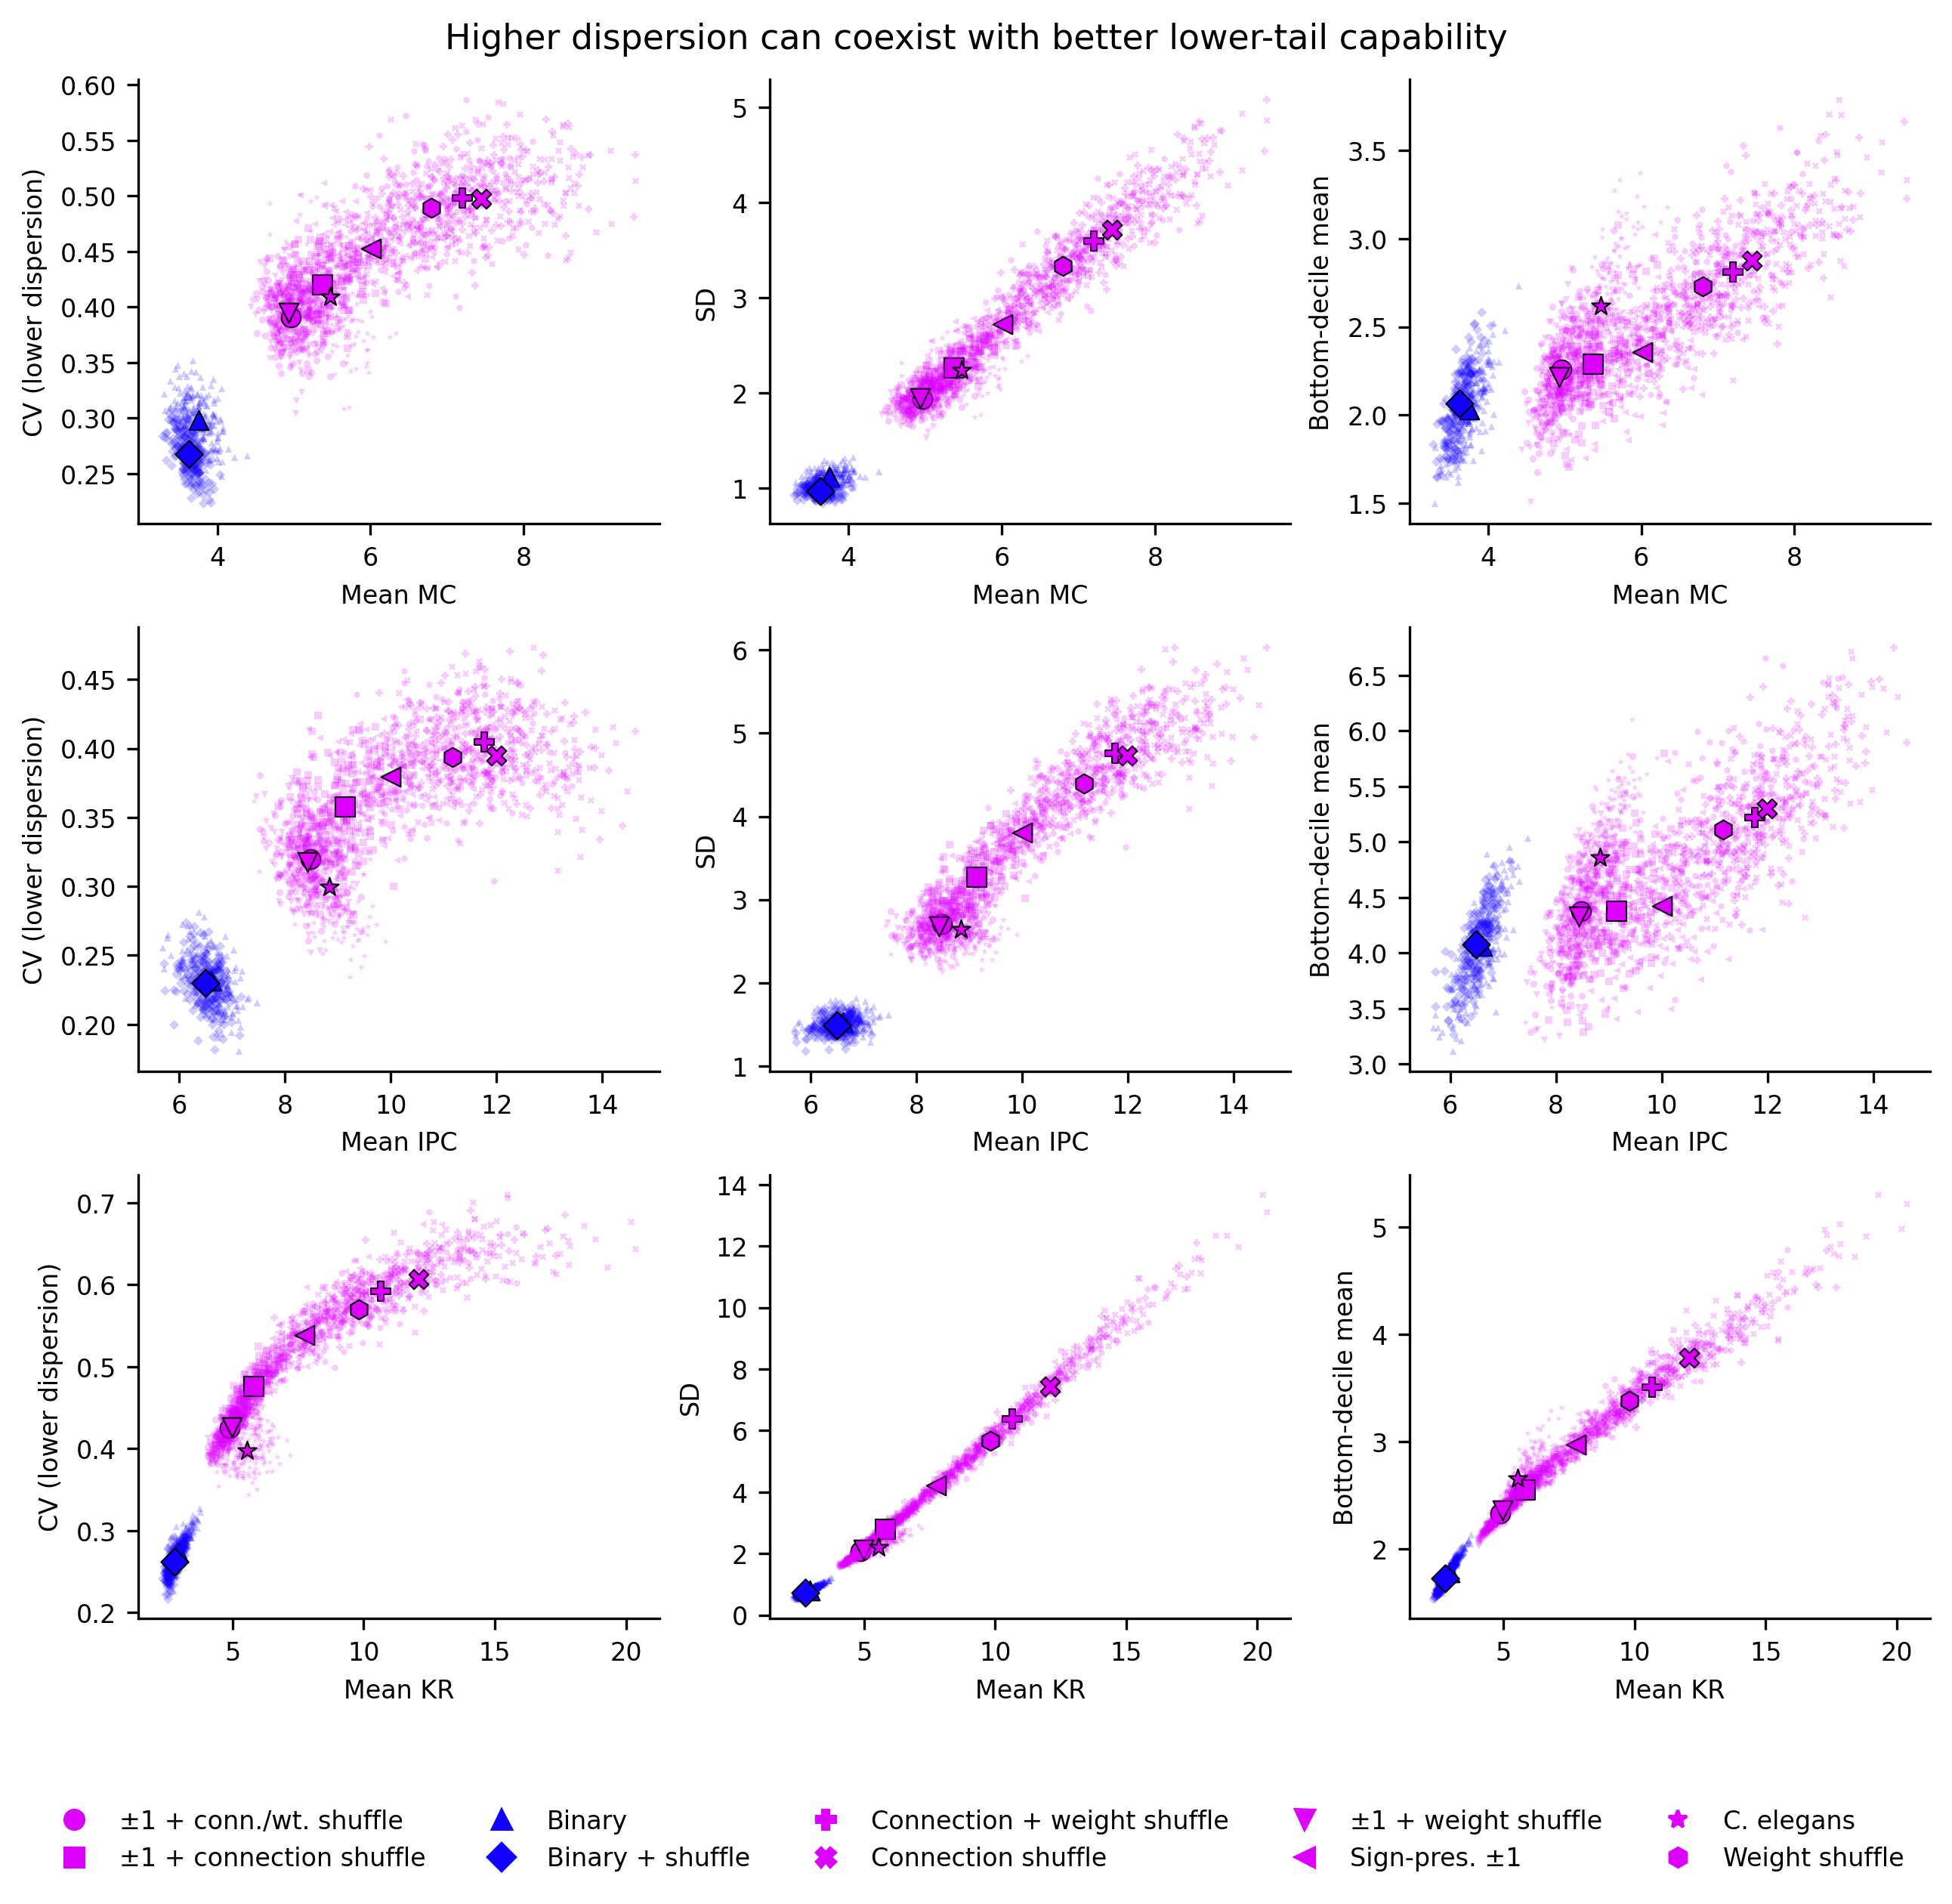 Higher dispersion can coexist with better lower-tail capability
CV (lower dispersion)
0.60
0.55
0.50
0.45
0.40
0.35
0.30
0.25
4 6 8
Mean MC
SD
5
4
3
2
1
4 6 8
Mean MC
Bottom-decile mean
3.5
3.0
2.5
2.0
1.5
4 6 8
Mean MC
CV (lower dispersion)
0.45
0.40
0.35
0.30
0.25
0.20
6 8 10 12 14
Mean IPC
SD
6
5
4
3
2
1
6 8 10 12 14
Mean IPC
Bottom-decile mean
6.5
6.0
5.5
5.0
4.5
4.0
3.5
3.0
6 8 10 12 14
Mean IPC
CV (lower dispersion)
0.7
0.6
0.5
0.4
0.3
0.2
5 10 15 20
Mean KR
SD
14
12
10
8
6
4
2
0
5 10 15 20
Mean KR
Bottom-decile mean
5
4
3
2
5 10 15 20
Mean KR
±1 + conn./wt. shuffle
±1 + connection shuffle
Binary
Binary + shuffle
Connection + weight shuffle
Connection shuffle
±1 + weight shuffle
Sign-pres. ±1
C. elegans
Weight shuffle